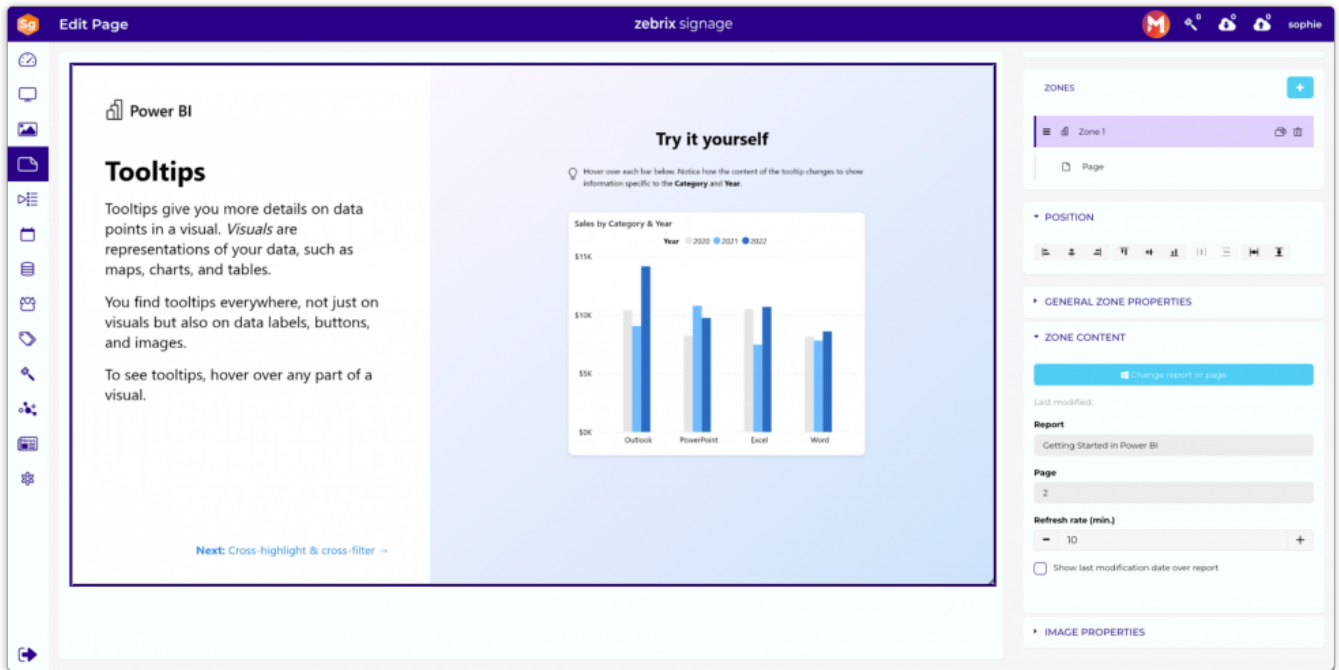 Sg
Edit Page
zebrix signage
M
0
0
0
sophie
Power BI
Tooltips
Tooltips give you more details on data
points in a visual. Visuals are
representations of your data, such as
maps, charts, and tables.
You find tooltips everywhere, not just on
visuals but also on data labels, buttons,
and images.
To see tooltips, hover over any part of a
visual.
Next: Cross-highlight & cross-filter →
Try it yourself
Hover over each bar below. Notice how the content of the tooltip changes to show
information specific to the Category and Year.
Sales by Category & Year
Year 2020 2021 2022
$15K
$10K
$5K
$0K
Outlook PowerPoint Excel Word
ZONES
+
Zone 1
Page
POSITION
GENERAL ZONE PROPERTIES
ZONE CONTENT
Change report or page
Last modified:
Report
Getting Started in Power BI
Page
2
Refresh rate (min.)
- 10 +
Show last modification date over report
IMAGE PROPERTIES